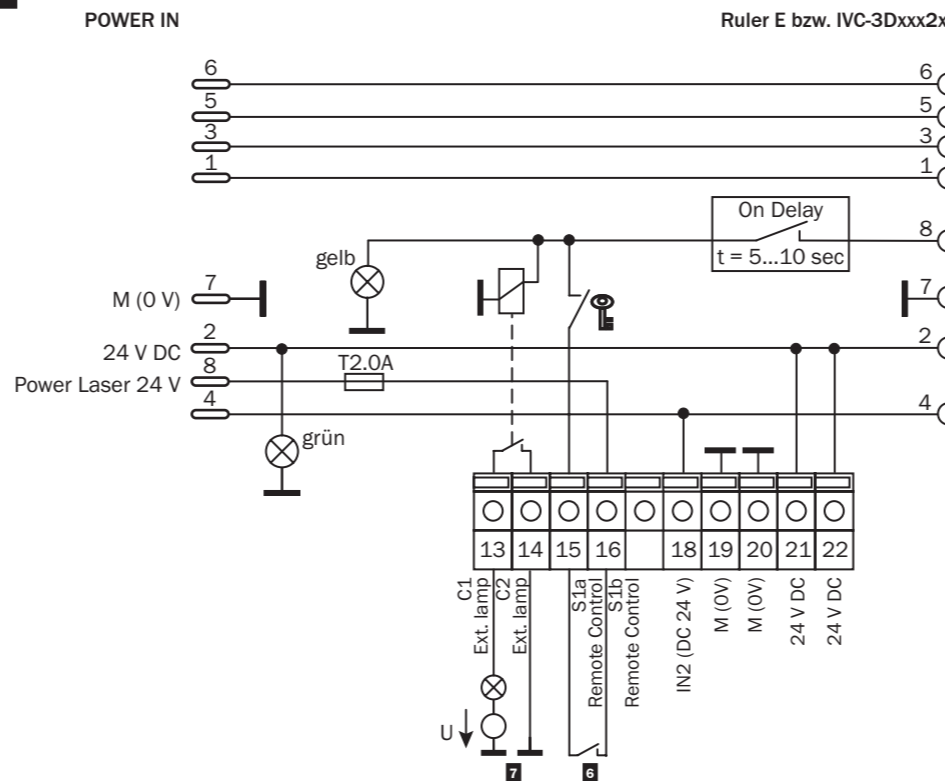 POWER IN
Ruler E bzw. IVC-3Dxxx2x
6
6
5
5
3
3
1
1
On Delay
t = 5...10 sec
8
gelb
M (0 V)
7
7
24 V DC
2
2
Power Laser 24 V
8
T2.0A
4
4
grün
13
14
15
16
18
19
20
21
22
C1
Ext. lamp
C2
Ext. lamp
S1a
Remote Control
S1b
Remote Control
IN2 (DC 24 V)
M (0V)
M (0V)
24 V DC
24 V DC
U
7
6